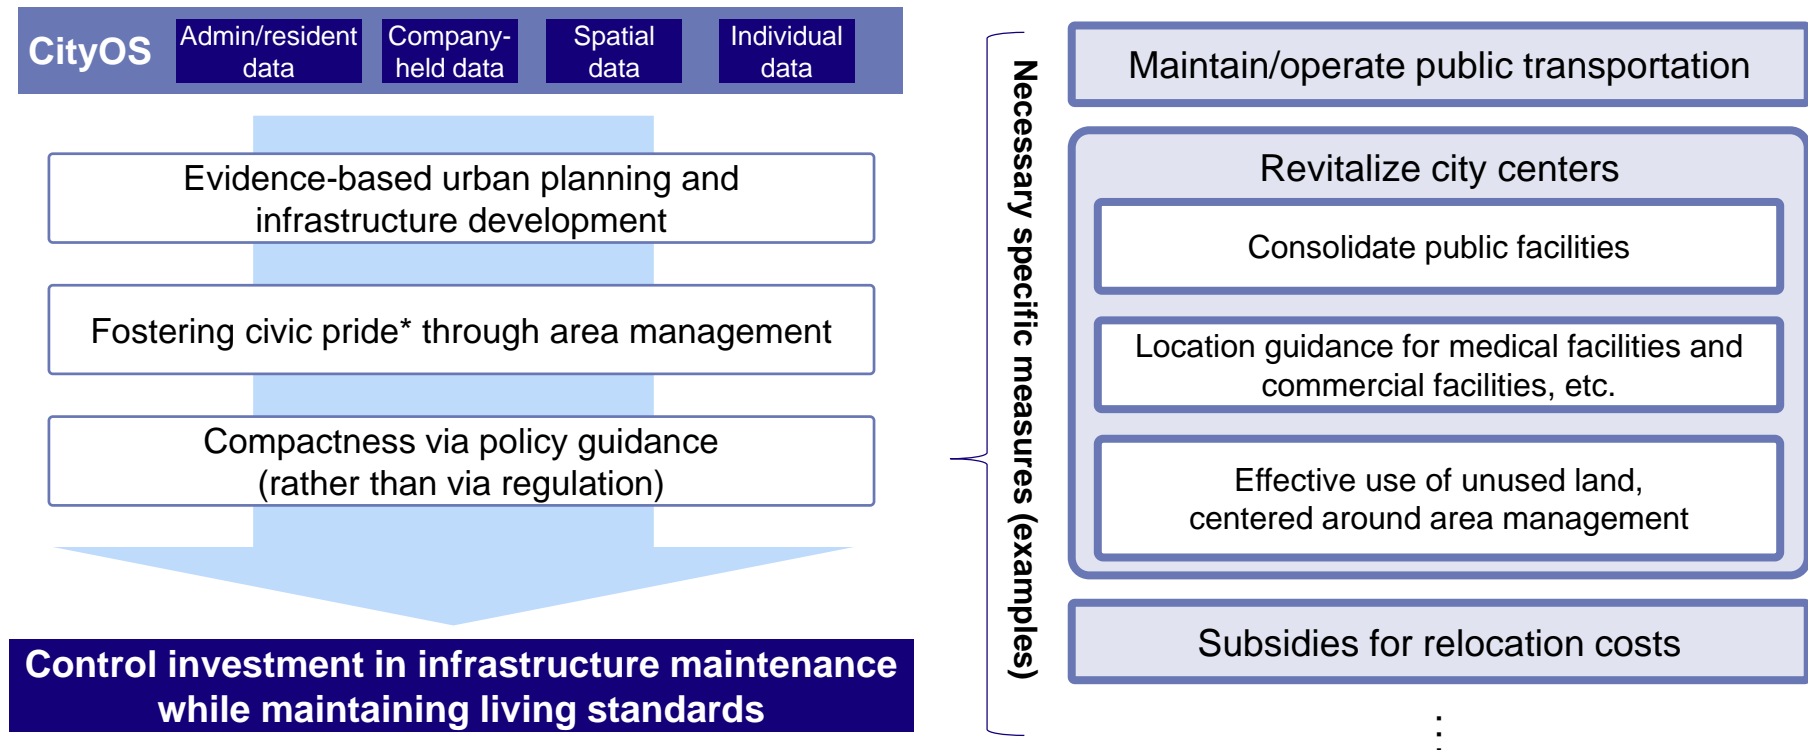 CityOS
Admin/resident
data
Company-
held data
Spatial
data
Individual
data
Evidence-based urban planning and
infrastructure development
Fostering civic pride* through area management
Compactness via policy guidance
(rather than via regulation)
Control investment in infrastructure maintenance
while maintaining living standards
Necessary specific measures (examples)
Maintain/operate public transportation
Revitalize city centers
Consolidate public facilities
Location guidance for medical facilities and
commercial facilities, etc.
Effective use of unused land,
centered around area management
Subsidies for relocation costs
⋮